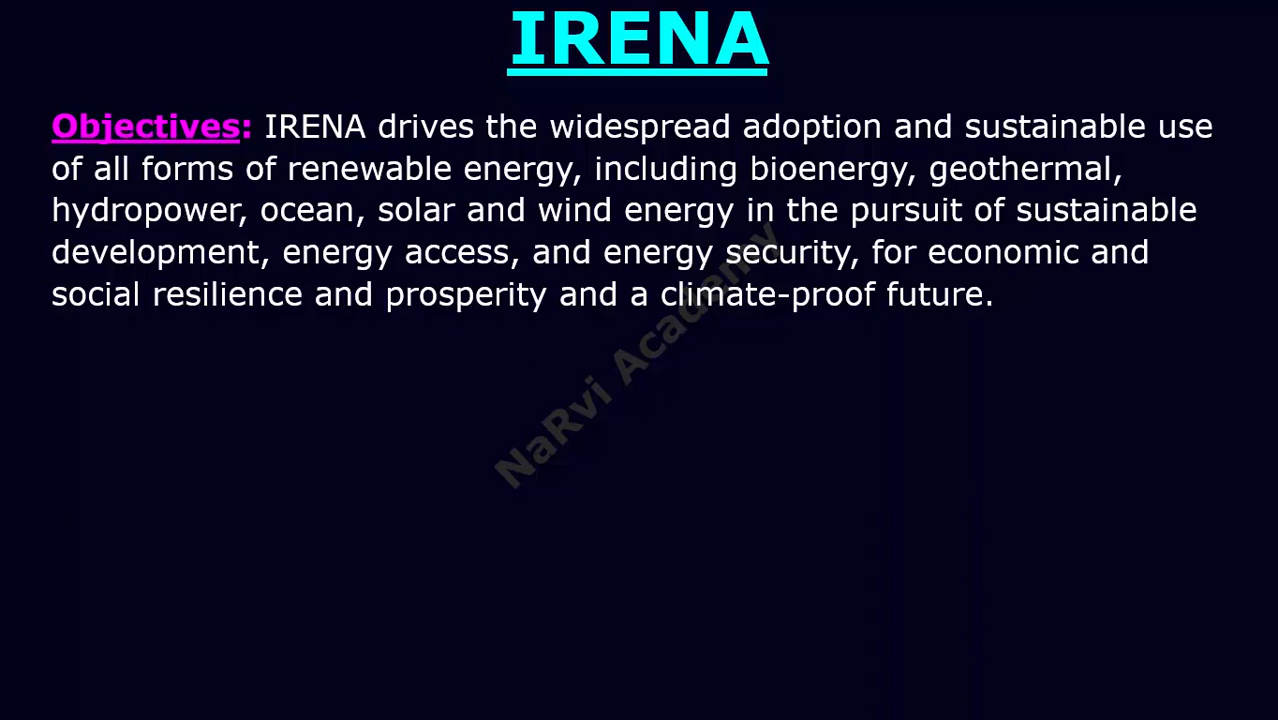 IRENA
Objectives: IRENA drives the widespread adoption and sustainable use
of all forms of renewable energy, including bioenergy, geothermal,
hydropower, ocean, solar and wind energy in the pursuit of sustainable
development, energy access, and energy security, for economic and
social resilience and prosperity and a climate-proof future.
NaRvi Academy